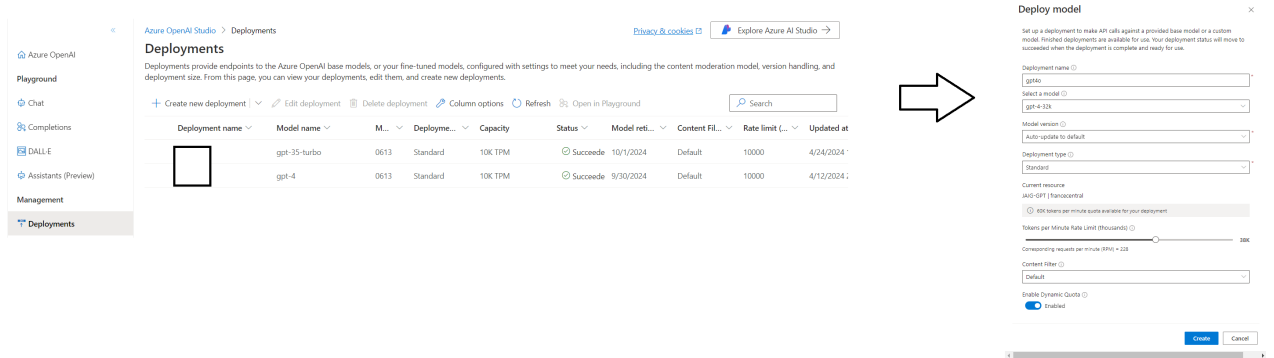 «
Azure OpenAI
Playground
Chat
Completions
DALL·E
Assistants (Preview)
Management
Deployments
Azure OpenAI Studio > Deployments
Privacy & cookies
Explore Azure AI Studio →
Deployments
Deployments provide endpoints to the Azure OpenAI base models, or your fine-tuned models, configured with settings to meet your needs, including the content moderation model, version handling, and
deployment size. From this page, you can view your deployments, edit them, and create new deployments.
+ Create new deployment Edit deployment Delete deployment Column options Refresh Open in Playground Search
Deployment name Model name M... Deployme... Capacity Status Model reti... Content Fil... Rate limit (... Updated at
gpt-35-turbo 0613 Standard 10K TPM Succeede 10/1/2024 Default 10000 4/24/2024
gpt-4 0613 Standard 10K TPM Succeede 9/30/2024 Default 10000 4/12/2024
Deploy model
Set up a deployment to make API calls against a provided base model or a custom
model. Finished deployments are available for use. Your deployment status will move to
succeeded when the deployment is complete and ready for use.
Deployment name
gpt4o
Select a model
gpt-4-32k
Model version
Auto-update to default
Deployment type
Standard
Current resource
JAIG-GPT | francecentral
60K tokens per minute quota available for your deployment
Tokens per Minute Rate Limit (thousands)
38K
Corresponding requests per minute (RPM) = 228
Content Filter
Default
Enable Dynamic Quota
Enabled
Create Cancel